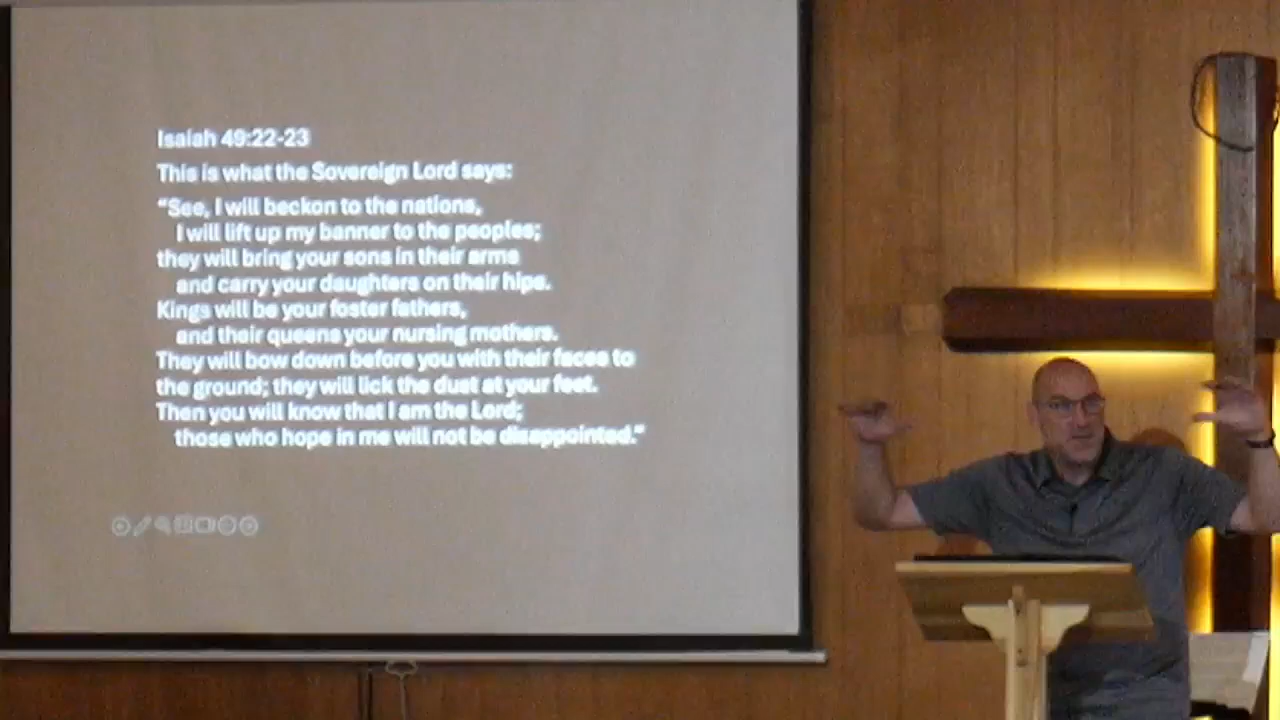 Isaiah 49:22-23
This is what the Sovereign Lord says:
“See, I will beckon to the nations,
I will lift up my banner to the peoples;
they will bring your sons in their arms
and carry your daughters on their hips.
Kings will be your foster fathers,
and their queens your nursing mothers.
They will bow down before you with their faces to
the ground; they will lick the dust at your feet.
Then you will know that I am the Lord;
those who hope in me will not be disappointed.”